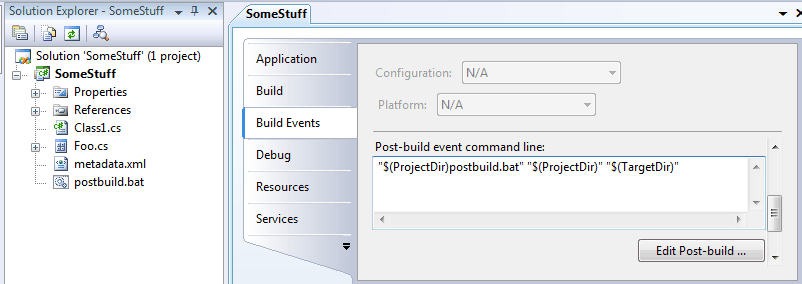 Solution Explorer - SomeStuff
Solution 'SomeStuff' (1 project)
SomeStuff
Properties
References
Class1.cs
Foo.cs
metadata.xml
postbuild.bat
SomeStuff
Application
Build
Build Events
Debug
Resources
Services
Configuration: N/A
Platform: N/A
Post-build event command line:
"$(ProjectDir)postbuild.bat" "$(ProjectDir)" "$(TargetDir)"
Edit Post-build ...